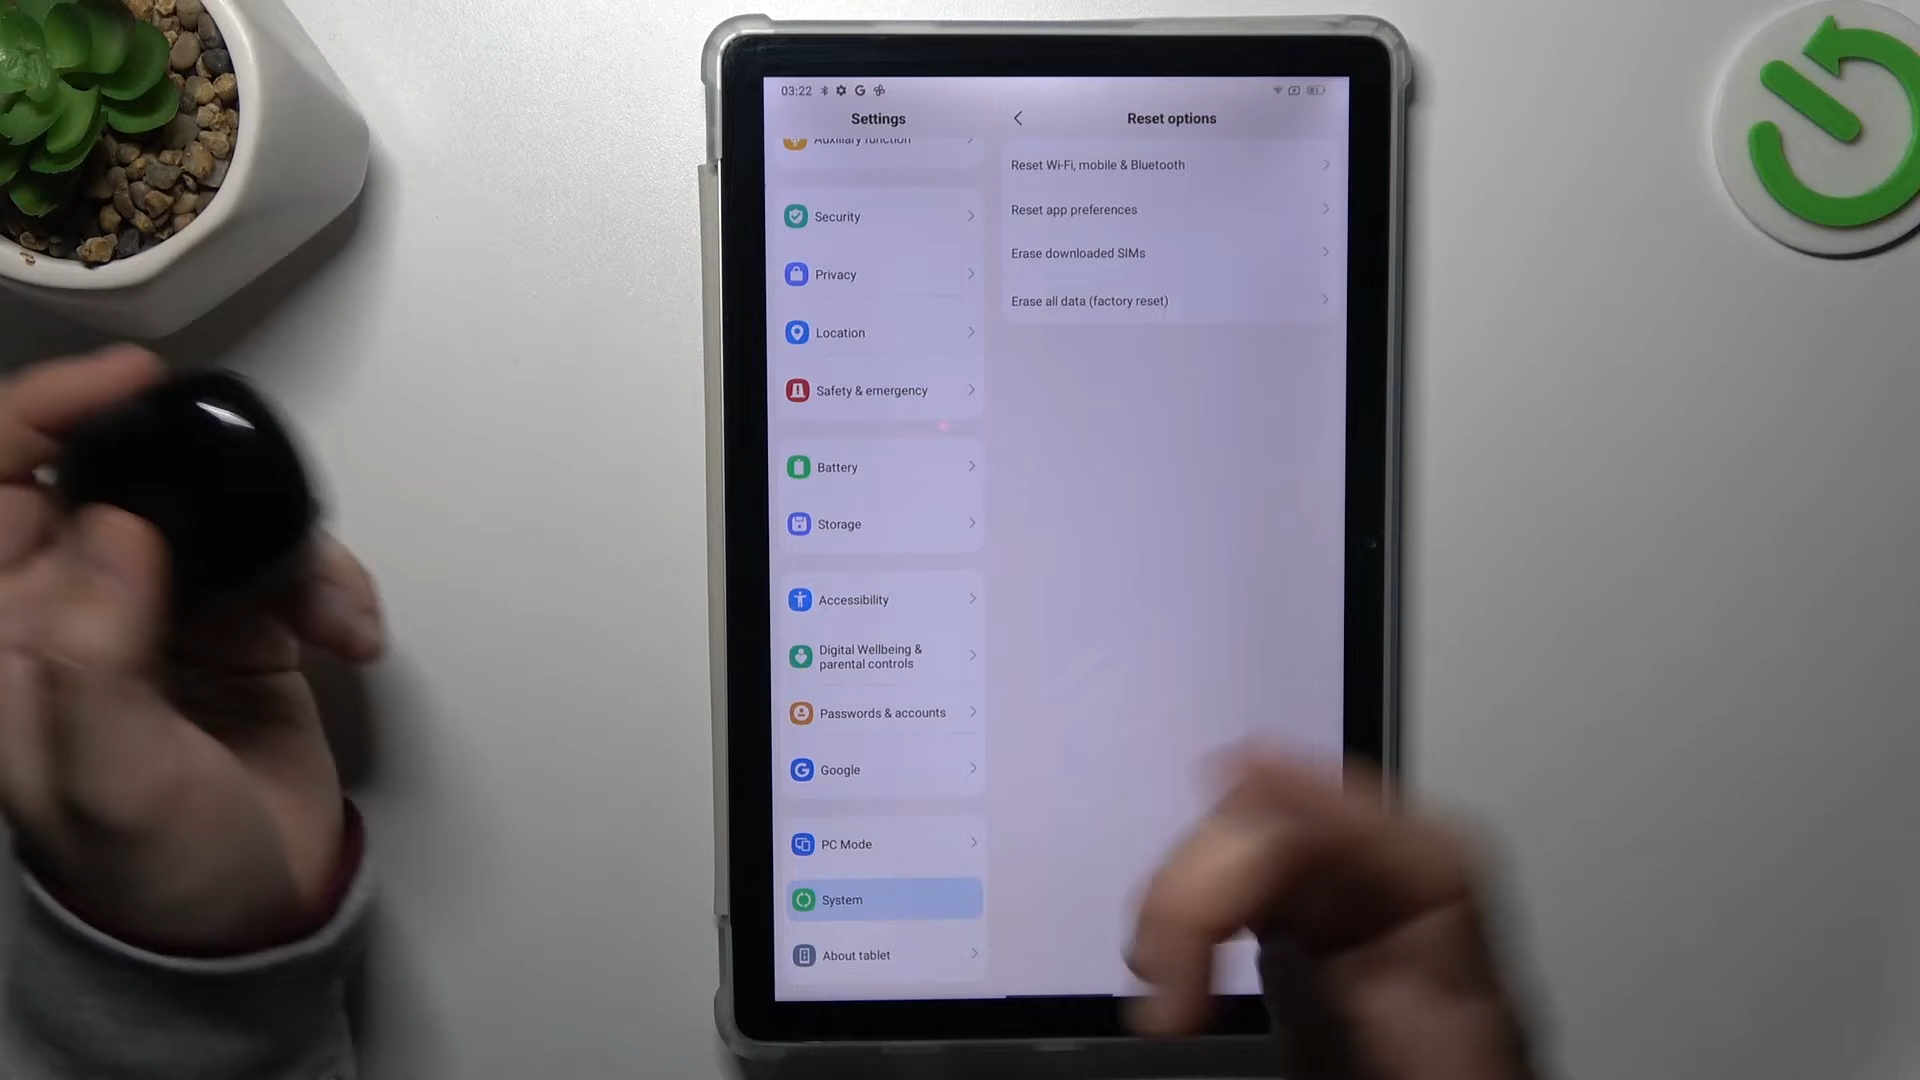 03:22
Settings
Reset options
Auxiliary function
Security
Privacy
Location
Safety & emergency
Battery
Storage
Accessibility
Digital Wellbeing &
parental controls
Passwords & accounts
Google
PC Mode
System
About tablet
Reset Wi-Fi, mobile & Bluetooth
Reset app preferences
Erase downloaded SIMs
Erase all data (factory reset)